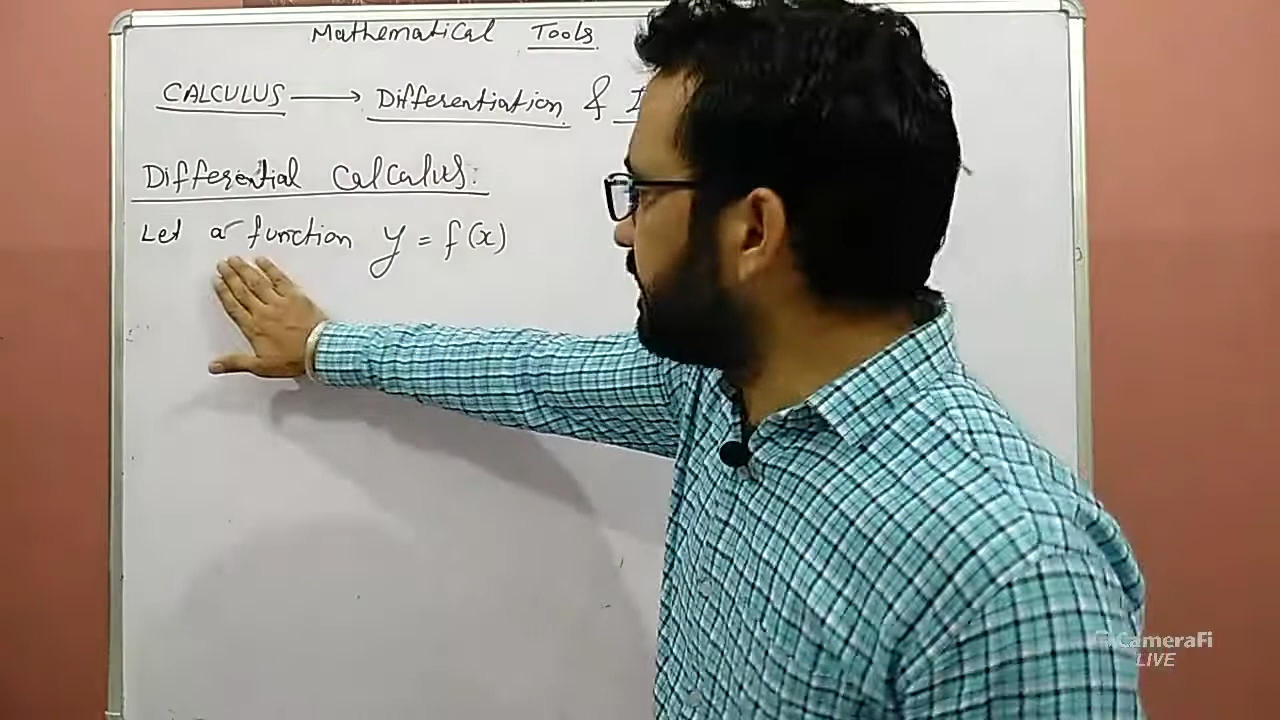 Mathematical Tools
CALCULUS → Differentiation &
Differential Calculus:
Let a function y = f(x)
CameraFi
LIVE